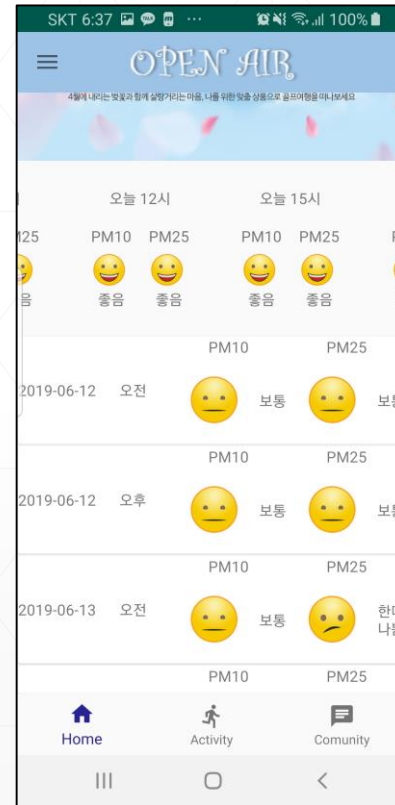 SKT 6:37 100%
OPEN AIR
4월에 내리는 벚꽃과 함께 살랑거리는 마음, 나를 위한 맞춤 상품으로 골프여행을 떠나보세요
오늘 12시 오늘 15시
M25 PM10 PM25 PM10 PM25
좋음 좋음 좋음 좋음
PM10 PM25
2019-06-12 오전 보통
PM10 PM25
2019-06-12 오후 보통
PM10 PM25
2019-06-13 오전 보통
PM10 PM25
Home Activity Comunity